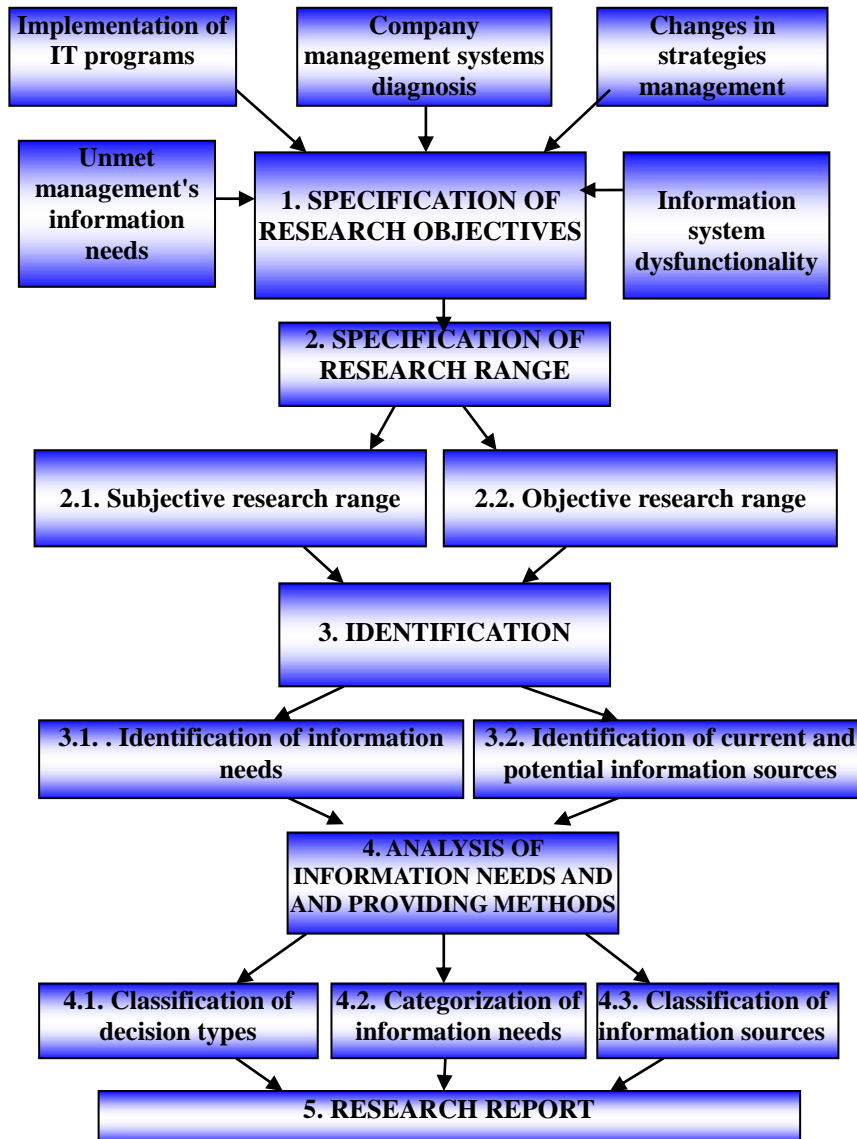 Implementation of
IT programs
Company
management systems
diagnosis
Changes in
strategies
management
Unmet
management's
information
needs
1. SPECIFICATION OF
RESEARCH OBJECTIVES
Information
system
dysfunctionality
2. SPECIFICATION OF
RESEARCH RANGE
2.1. Subjective research range
2.2. Objective research range
3. IDENTIFICATION
3.1. . Identification of information
needs
3.2. Identification of current and
potential information sources
4. ANALYSIS OF
INFORMATION NEEDS AND
AND PROVIDING METHODS
4.1. Classification of
decision types
4.2. Categorization of
information needs
4.3. Classification of
information sources
5. RESEARCH REPORT